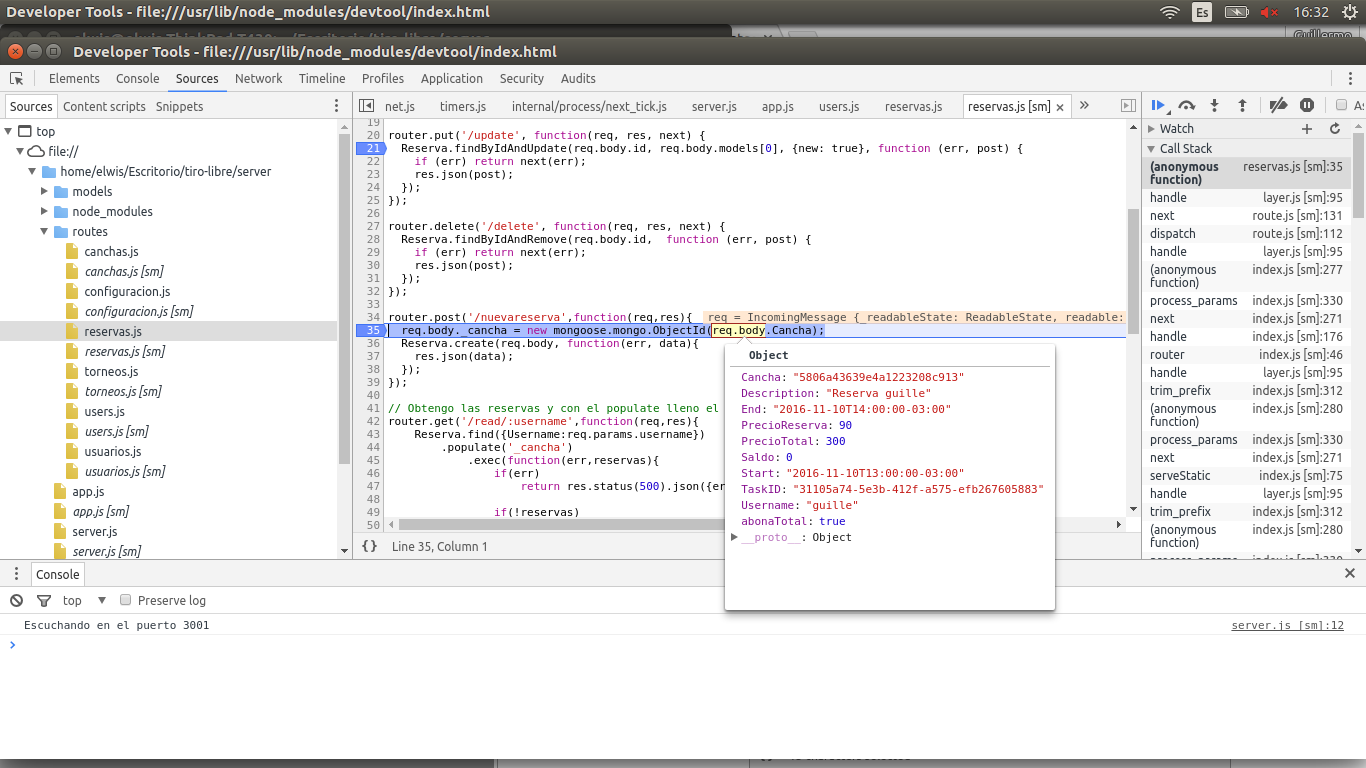 Developer Tools - file:///usr/lib/node_modules/devtool/index.html
Es
16:32
Guillermo
Developer Tools - file:///usr/lib/node_modules/devtool/index.html
Elements Console Sources Network Timeline Profiles Application Security Audits
Sources Content scripts Snippets
net.js timers.js internal/process/next_tick.js server.js app.js users.js reservas.js reservas.js [sm] × »
As
top
file://
home/elwis/Escritorio/tiro-libre/server
models
node_modules
routes
canchas.js
canchas.js [sm]
configuracion.js
configuracion.js [sm]
reservas.js
reservas.js [sm]
torneos.js
torneos.js [sm]
users.js
users.js [sm]
usuarios.js
usuarios.js [sm]
app.js
app.js [sm]
server.js
server.js [sm]
19
20 router.put('/update', function(req, res, next) {
21 Reserva.findByIdAndUpdate(req.body.id, req.body.models[0], {new: true}, function (err, post) {
22 if (err) return next(err);
23 res.json(post);
24 });
25 });
26
27 router.delete('/delete', function(req, res, next) {
28 Reserva.findByIdAndRemove(req.body.id,  function (err, post) {
29 if (err) return next(err);
30 res.json(post);
31 });
32 });
33
34 router.post('/nuevareserva',function(req,res){ req = IncomingMessage {_readableState: ReadableState, readable:
35 req.body._cancha = new mongoose.mongo.ObjectId(req.body.Cancha);
36 Reserva.create(req.body, function(err, data){
37 res.json(data);
38 });
39 });
40
41 // Obtengo las reservas y con el populate lleno el
42 router.get('/read/:username',function(req,res){
43 Reserva.find({Username:req.params.username})
44 .populate('_cancha')
45 .exec(function(err,reservas){
46 if(err)
47 return res.status(500).json({er
48
49 if(!reservas)
50
Object
Cancha: "5806a43639e4a1223208c913"
Description: "Reserva guille"
End: "2016-11-10T14:00:00-03:00"
PrecioReserva: 90
PrecioTotal: 300
Saldo: 0
Start: "2016-11-10T13:00:00-03:00"
TaskID: "31105a74-5e3b-412f-a575-efb267605883"
Username: "guille"
abonaTotal: true
__proto__: Object
{} Line 35, Column 1
Watch
Call Stack
(anonymous function) reservas.js [sm]:35
handle layer.js [sm]:95
next route.js [sm]:131
dispatch route.js [sm]:112
handle layer.js [sm]:95
(anonymous function) index.js [sm]:277
process_params index.js [sm]:330
next index.js [sm]:271
handle index.js [sm]:176
router index.js [sm]:46
handle layer.js [sm]:95
trim_prefix index.js [sm]:312
(anonymous function) index.js [sm]:280
process_params index.js [sm]:330
next index.js [sm]:271
serveStatic index.js [sm]:75
handle layer.js [sm]:95
trim_prefix index.js [sm]:312
(anonymous function) index.js [sm]:280
Console
top Preserve log
Escuchando en el puerto 3001 server.js [sm]:12